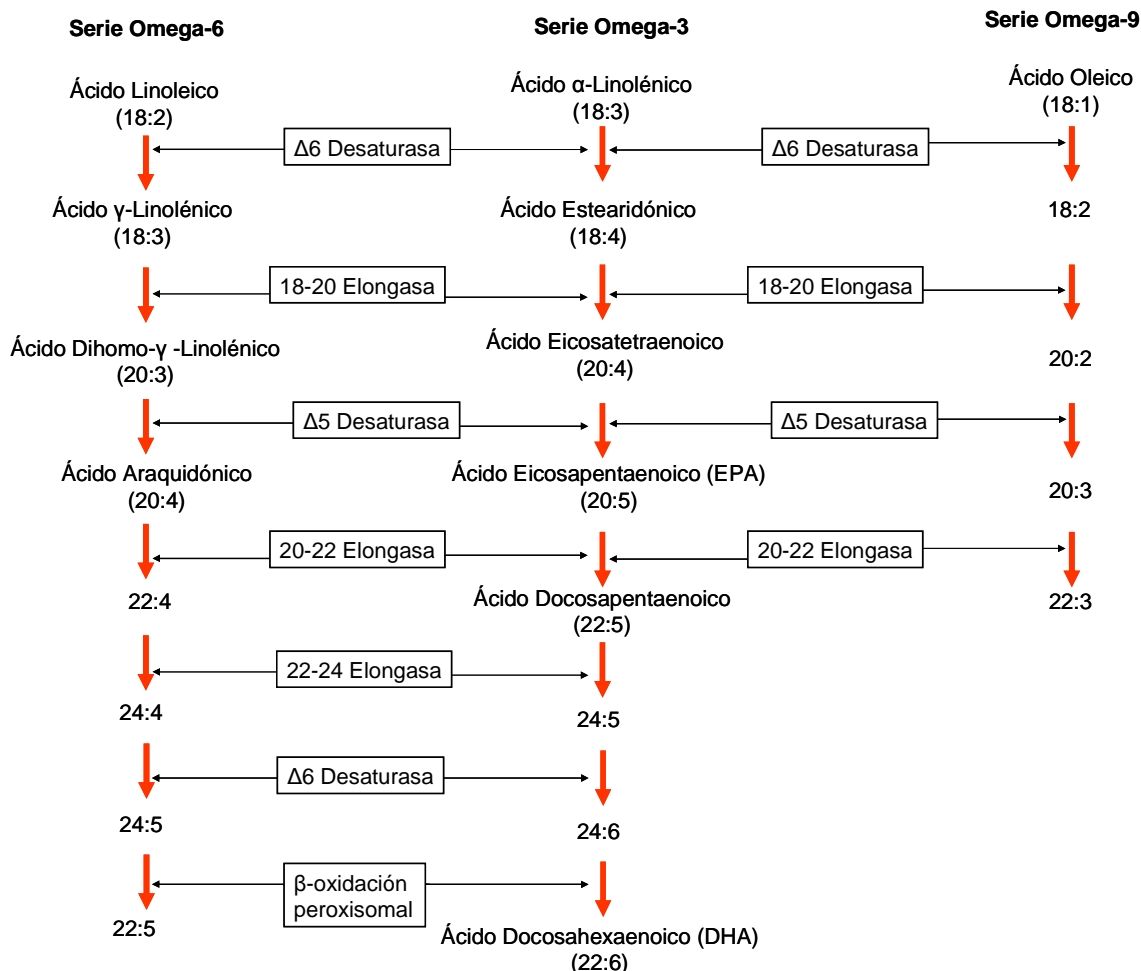 Serie Omega-6
Serie Omega-3
Serie Omega-9
Ácido Linoleico
(18:2)
Ácido α-Linolénico
(18:3)
Ácido Oleico
(18:1)
Δ6 Desaturasa
Δ6 Desaturasa
Ácido γ-Linolénico
(18:3)
Ácido Estearidónico
(18:4)
18:2
18-20 Elongasa
18-20 Elongasa
Ácido Dihomo-γ -Linolénico
(20:3)
Ácido Eicosatetraenoico
(20:4)
20:2
Δ5 Desaturasa
Δ5 Desaturasa
Ácido Araquidónico
(20:4)
Ácido Eicosapentaenoico (EPA)
(20:5)
20:3
20-22 Elongasa
20-22 Elongasa
22:4
Ácido Docosapentaenoico
(22:5)
22:3
22-24 Elongasa
24:4
24:5
Δ6 Desaturasa
24:5
24:6
β-oxidación
peroxisomal
22:5
Ácido Docosahexaenoico (DHA)
(22:6)